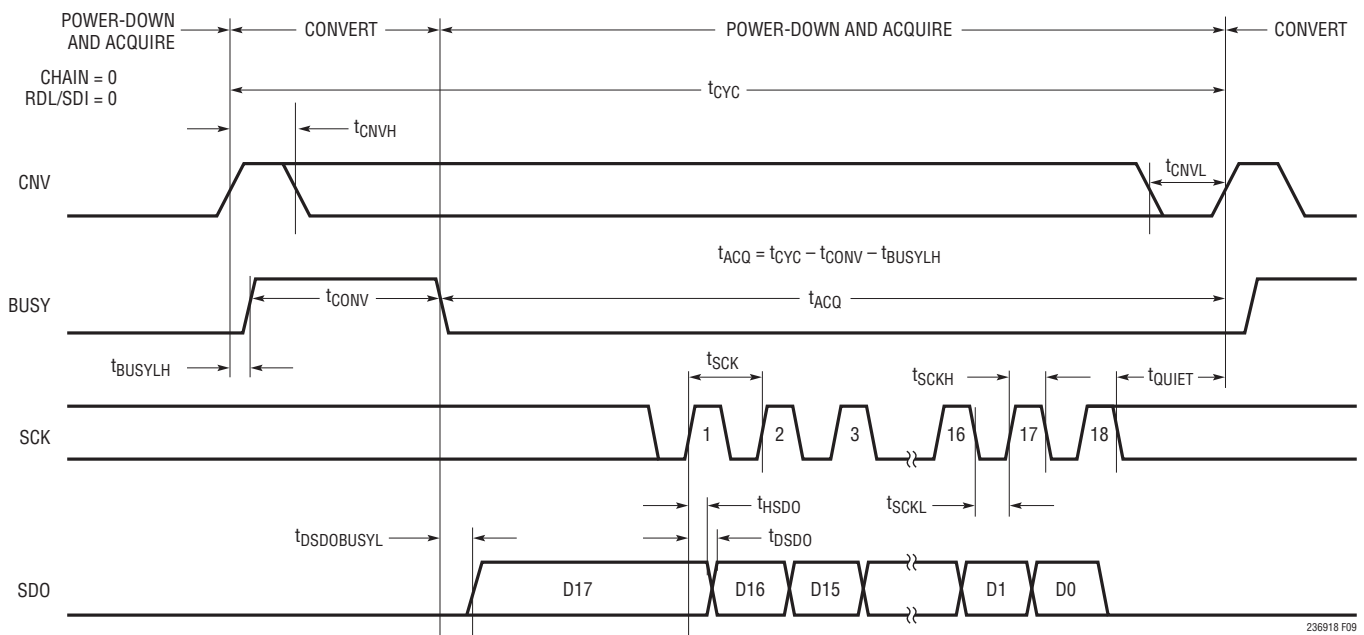 POWER-DOWN
AND ACQUIRE
CONVERT
POWER-DOWN AND ACQUIRE
CONVERT
CHAIN = 0
RDL/SDI = 0
tCYC
tCNVH
CNV
tCNVL
tACQ = tCYC – tCONV – tBUSYLH
BUSY
tCONV
tACQ
tBUSYLH
tSCK
tSCKH
tQUIET
SCK
1
2
3
16
17
18
tHSDO
tSCKL
tDSDOBUSYL
tDSDO
SDO
D17
D16
D15
D1
D0
236918 F09